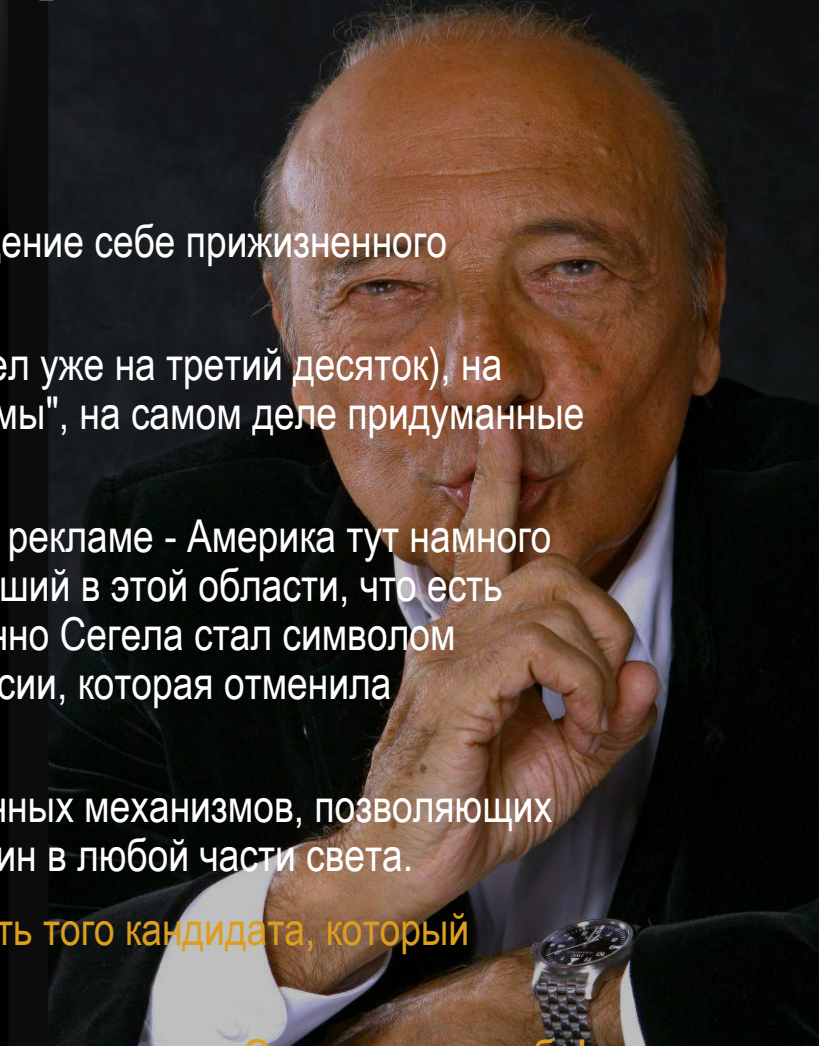 ение себе прижизненного
ел уже на третий десяток), на
мы", на самом деле придуманные
рекламе - Америка тут намного
ший в этой области, что есть
нно Сегела стал символом
сии, которая отменила
нных механизмов, позволяющих
ин в любой части света.
ть того кандидата, который